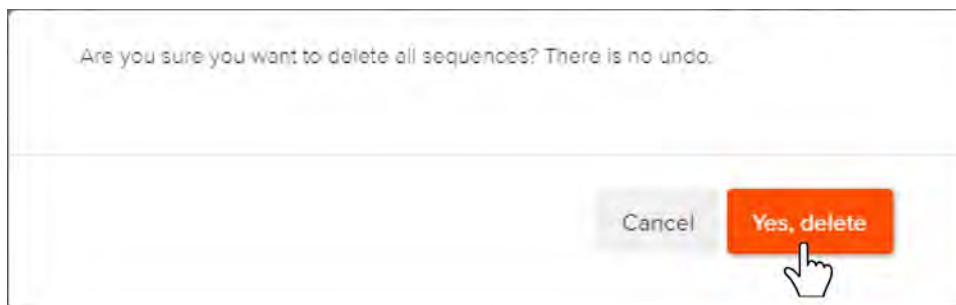 Are you sure you want to delete all sequences? There is no undo.
Cancel
Yes, delete